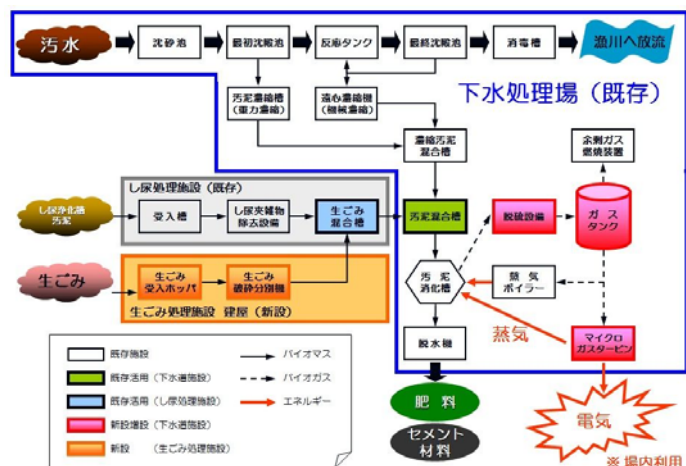 汚水
沈砂池
最初沈殿池
反応タンク
最終沈殿池
消毒槽
漁川へ放流
下水処理場（既存）
汚泥濃縮槽
（重力濃縮）
遠心濃縮機
（機械濃縮）
濃縮汚泥
混合槽
余剰ガス
燃焼装置
し尿処理施設（既存）
し尿浄化槽
汚泥
受入槽
し尿夾雑物
除去設備
生ごみ
混合槽
汚泥混合槽
脱硫設備
ガス
タンク
生ごみ
生ごみ
受入ホッパ
生ごみ
破砕分別機
生ごみ処理施設 建屋（新設）
汚泥
消化槽
蒸気
ボイラー
蒸気
脱水機
マイクロ
ガスタービン
肥料
セメント
材料
電気
※場内利用
既存施設
既存活用（下水道施設）
既存活用（し尿処理施設）
新設増設（下水道施設）
新設 （生ごみ処理施設）
バイオマス
バイオガス
エネルギー